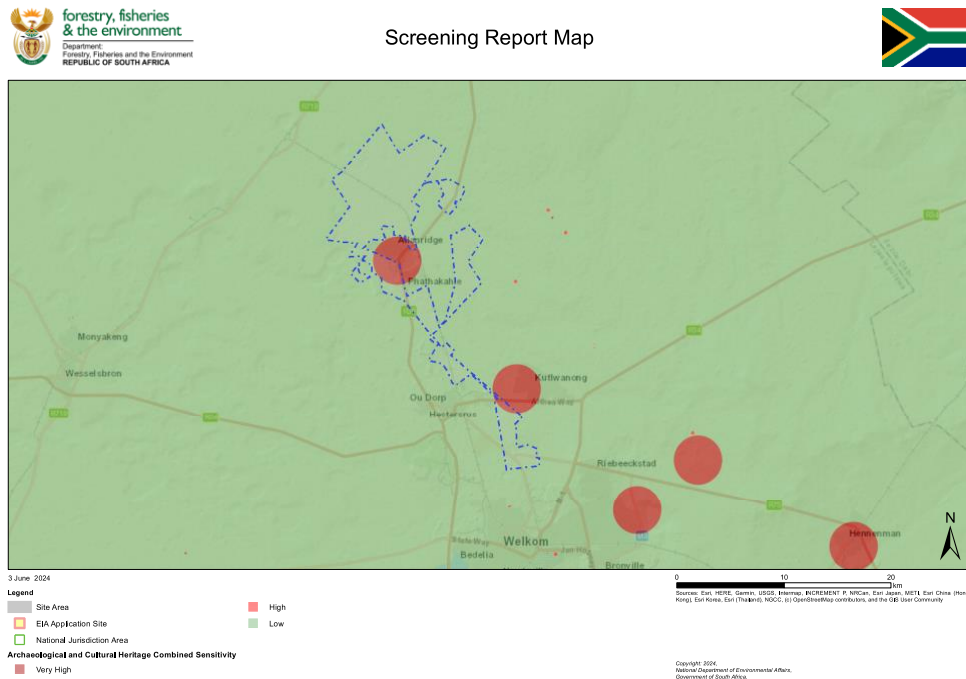 forestry, fisheries
& the environment
Department:
Forestry, Fisheries and the Environment
REPUBLIC OF SOUTH AFRICA
Screening Report Map
Allanridge
Phathakahle
Monyakeng
Wesselsbron
Kutlwanong
Ou Dorp
Riebeeckstad
Hennenman
Welkom
Bedelia
Bronville
N
3 June 2024
Legend
Site Area
EIA Application Site
National Jurisdiction Area
Archaeological and Cultural Heritage Combined Sensitivity
Very High
High
Low
0 10 20
km
Sources: Esri, HERE, Garmin, USGS, Intermap, INCREMENT P, NRCan, Esri Japan, METI, Esri China (Hon
Kong), Esri Korea, Esri (Thailand), NGCC, (c) OpenStreetMap contributors, and the GIS User Community
Copyright: 2024,
National Department of Environmental Affairs,
Government of South Africa.